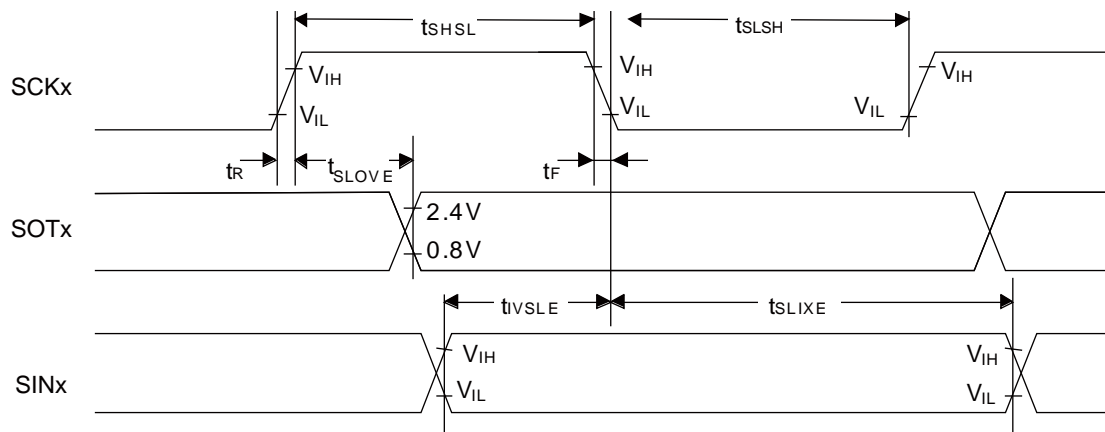 tSHSL
tSLSH
SCKx
VIH
VIH
VIH
VIL
VIL
VIL
tR
tSLOVE
tF
SOTx
2.4V
0.8V
tIVSLE
tSLIXE
SINx
VIH
VIH
VIL
VIL